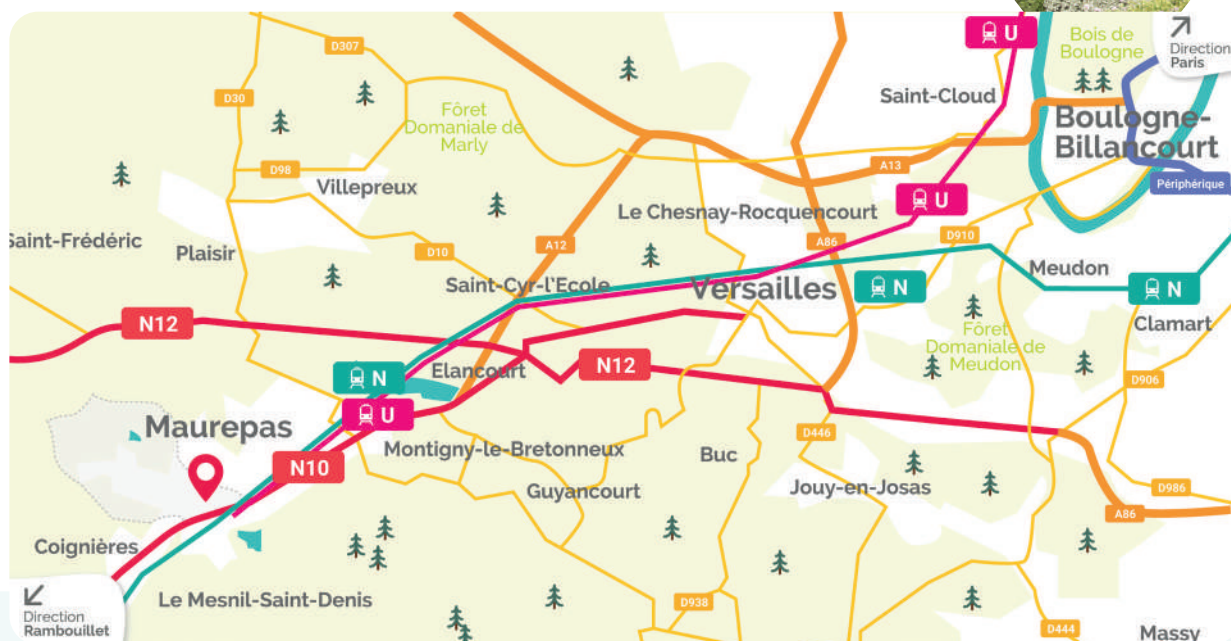 U
Bois de
Boulogne
Direction
Paris
D307
Saint-Cloud
D30
Fôret
Domaniale de
Marly
Boulogne-
Billancourt
A13
D98
Villepreux
Périphérique
U
Le Chesnay-Rocquencourt
Saint-Frédéric
Plaisir
A12
D10
A86
D910
Saint-Cyr-l'Ecole
Meudon
Versailles
N
N
N12
Clamart
Fôret
Domaniale de
Meudon
N12
Elancourt
N
D906
U
Maurepas
D446
Montigny-le-Bretonneux
Buc
N10
Guyancourt
Jouy-en-Josas
D986
A86
Coignières
Le Mesnil-Saint-Denis
D938
Direction
Rambouillet
D444
Massy